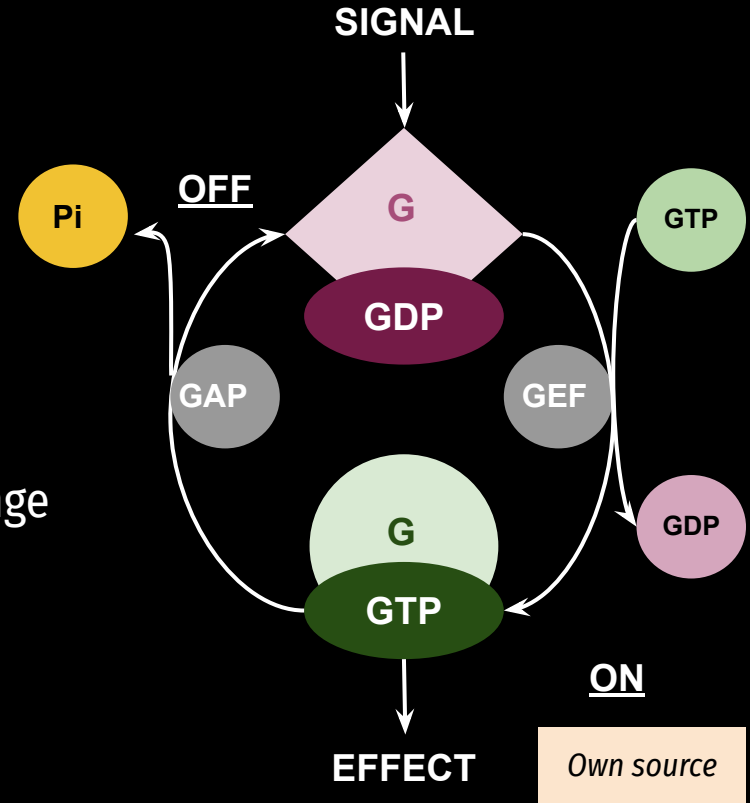 SIGNAL
OFF
Pi
G
GTP
GDP
GAP
GEF
ge
G
GDP
GTP
ON
EFFECT
Own source